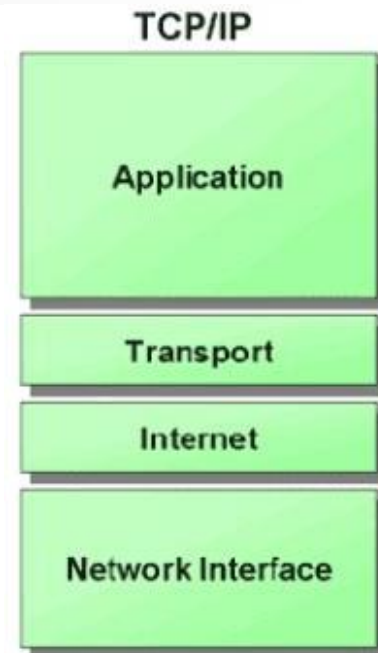 TCP/IP
Application
Transport
Internet
Network Interface